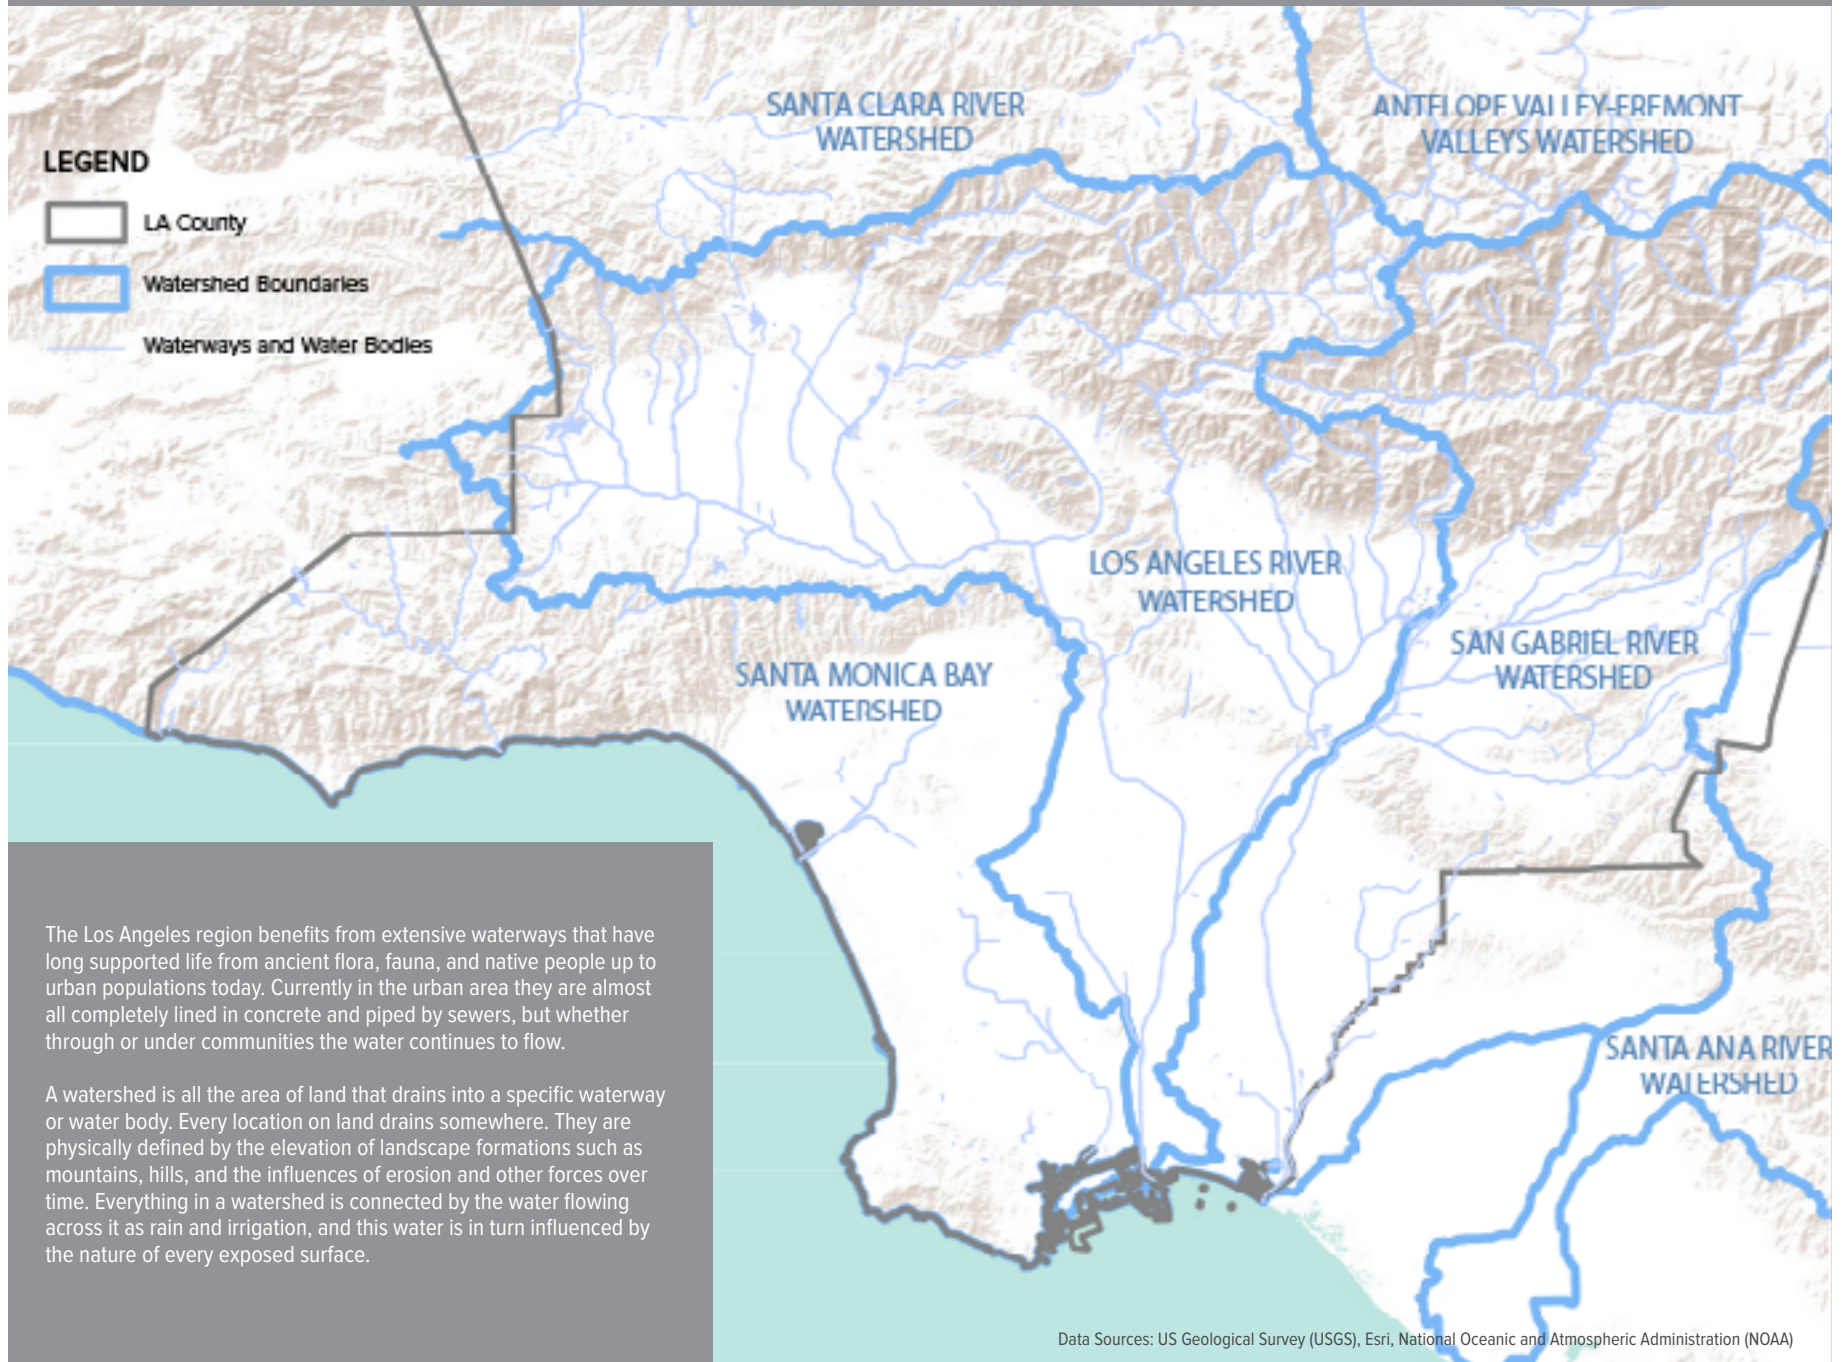 SANTA CLARA RIVER
WATERSHED
ANTELOPE VALLEY-FREMONT
VALLEYS WATERSHED
LEGEND
LA County
Watershed Boundaries
Waterways and Water Bodies
LOS ANGELES RIVER
WATERSHED
SAN GABRIEL RIVER
WATERSHED
SANTA MONICA BAY
WATERSHED
The Los Angeles region benefits from extensive waterways that have
long supported life from ancient flora, fauna, and native people up to
urban populations today. Currently in the urban area they are almost
all completely lined in concrete and piped by sewers, but whether
through or under communities the water continues to flow.
A watershed is all the area of land that drains into a specific waterway
or water body. Every location on land drains somewhere. They are
physically defined by the elevation of landscape formations such as
mountains, hills, and the influences of erosion and other forces over
time. Everything in a watershed is connected by the water flowing
across it as rain and irrigation, and this water is in turn influenced by
the nature of every exposed surface.
SANTA ANA RIVER
WATERSHED
Data Sources: US Geological Survey (USGS), Esri, National Oceanic and Atmospheric Administration (NOAA)